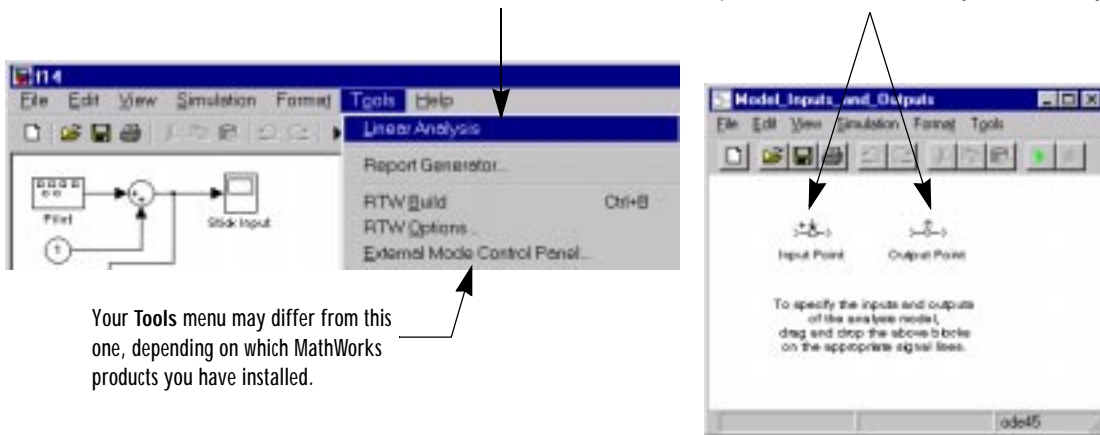 f14
File Edit View Simulation Format Tools Help
Linear Analysis
Report Generator...
RTW Build Ctrl+B
RTW Options...
External Mode Control Panel...
Pilot
Stick Input
Your Tools menu may differ from this
one, depending on which MathWorks
products you have installed.
Model_Inputs_and_Outputs
File Edit View Simulation Format Tools
Input Point Output Point
To specify the inputs and outputs
of the analysis model,
drag and drop the above blocks
on the appropriate signal lines.
ode45